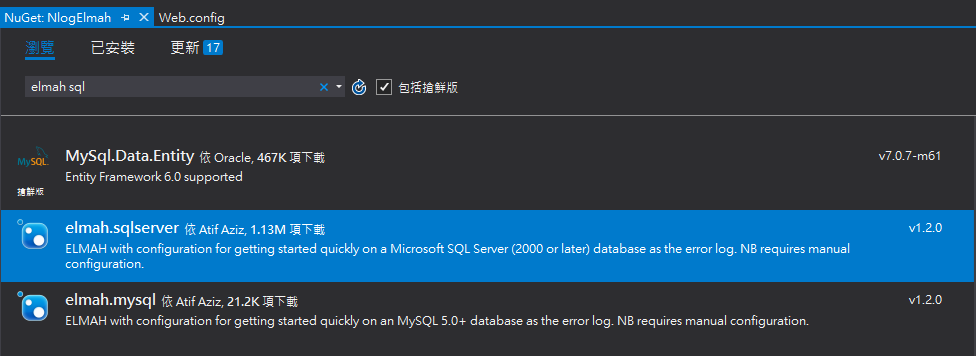 NuGet: NlogElmah Web.config
瀏覽 已安裝 更新 17
elmah sql 包括搶鮮版
MySQL.
搶鮮版
MySql.Data.Entity 依 Oracle, 467K 項下載 v7.0.7-m61
Entity Framework 6.0 supported
elmah.sqlserver 依 Atif Aziz, 1.13M 項下載 v1.2.0
ELMAH with configuration for getting started quickly on a Microsoft SQL Server (2000 or later) database as the error log. NB requires manual
configuration.
elmah.mysql 依 Atif Aziz, 21.2K 項下載 v1.2.0
ELMAH with configuration for getting started quickly on an MySQL 5.0+ database as the error log. NB requires manual configuration.